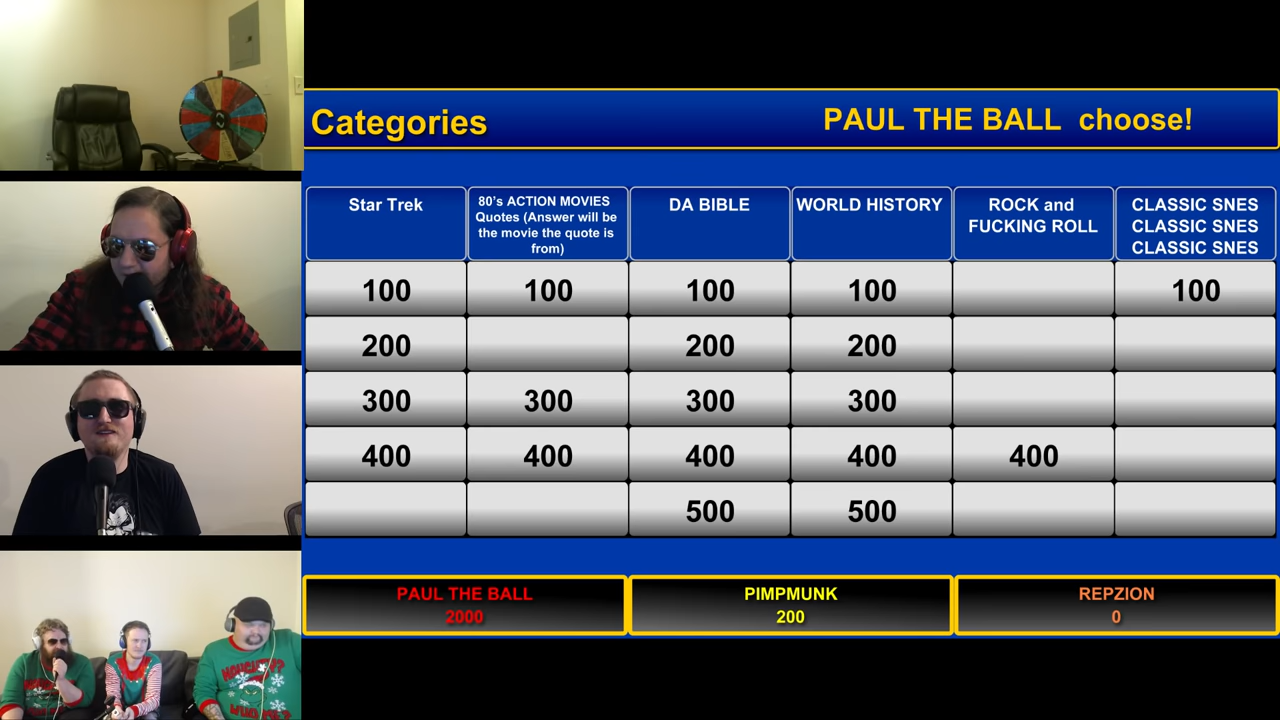 Categories
PAUL THE BALL choose!
Star Trek
80's ACTION MOVIES
Quotes (Answer will be
the movie the quote is
from)
DA BIBLE
WORLD HISTORY
ROCK and
FUCKING ROLL
CLASSIC SNES
CLASSIC SNES
CLASSIC SNES
100 100 100 100 100
200 200 200
300 300 300 300
400 400 400 400 400
500 500
PAUL THE BALL
2000
PIMPMUNK
200
REPZION
0